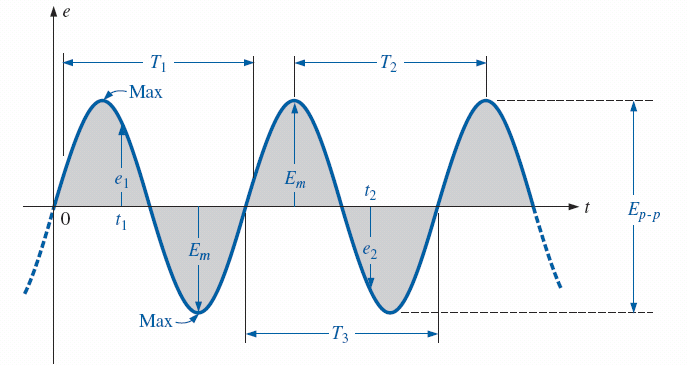 e
T₁
T₂
Max
e₁
Eₘ
t₂
0
t₁
t
Eₚ₋ₚ
Eₘ
e₂
Max
T₃